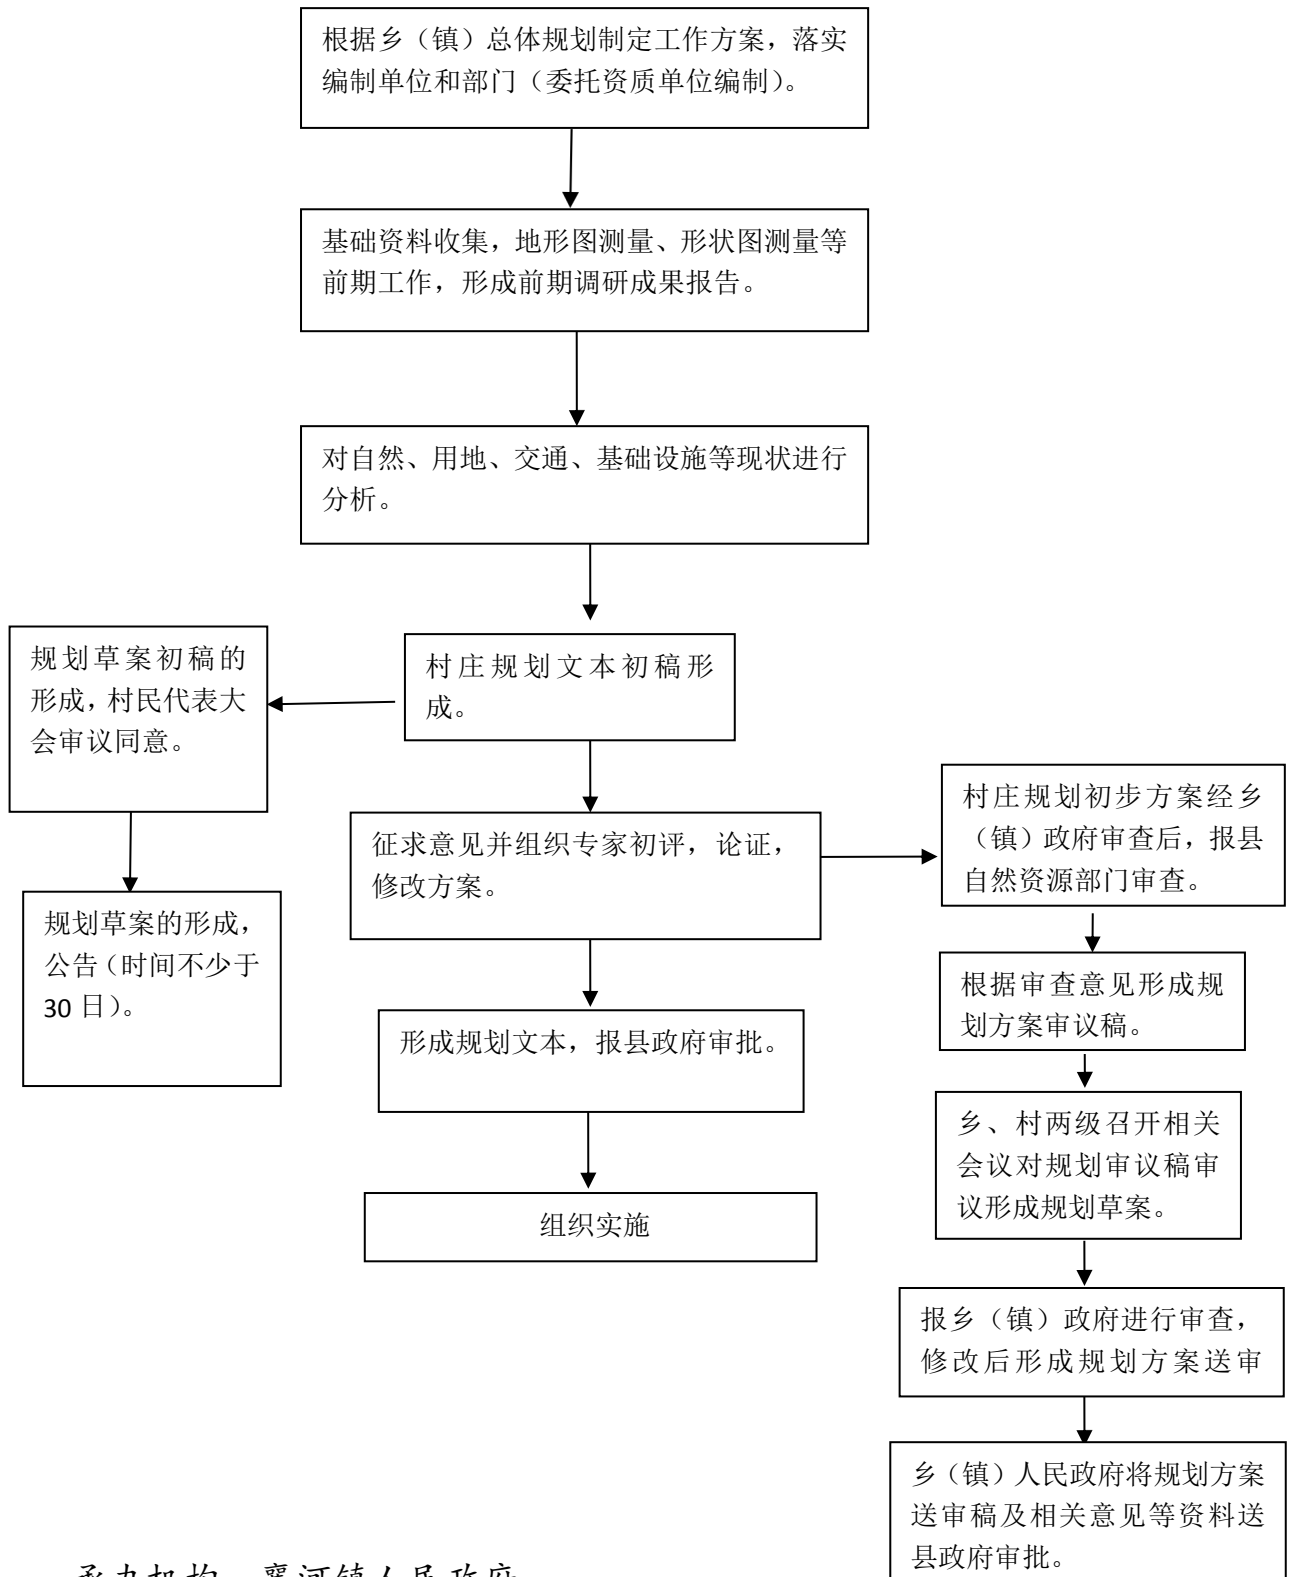 根据乡（镇）总体规划制定工作方案，落实
编制单位和部门（委托资质单位编制）。
基础资料收集，地形图测量、形状图测量等
前期工作，形成前期调研成果报告。
对自然、用地、交通、基础设施等现状进行
分析。
村庄规划文本初稿形
成。
规划草案初稿的
形成，村民代表大
会审议同意。
规划草案的形成，
公告（时间不少于
30 日）。
征求意见并组织专家初评，论证，
修改方案。
形成规划文本，报县政府审批。
组织实施
村庄规划初步方案经乡
（镇）政府审查后，报县
自然资源部门审查。
根据审查意见形成规
划方案审议稿。
乡、村两级召开相关
会议对规划审议稿审
议形成规划草案。
报乡（镇）政府进行审查，
修改后形成规划方案送审
乡（镇）人民政府将规划方案
送审稿及相关意见等资料送
县政府审批。
承办机构：襄河镇人民政府